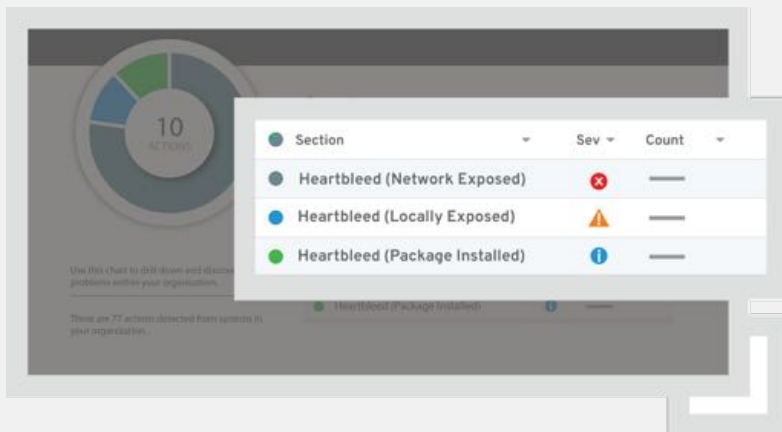 10
ACTIONS
Section Sev Count
Heartbleed (Network Exposed)
Heartbleed (Locally Exposed)
Heartbleed (Package Installed)
Use this chart to drill down and discover
problems within your organization.
Heartbleed (Package Installed)
There are 77 actions detected from systems in
your organization.